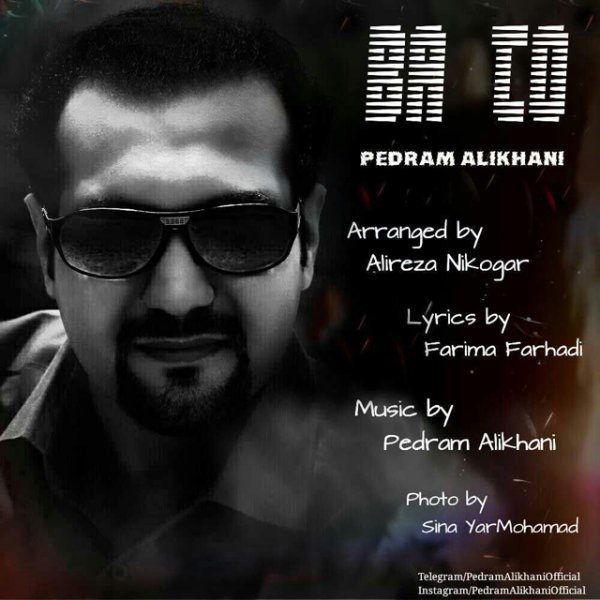 BA TO
PEDRAM ALIKHANI
Arranged by
Alireza Nikogar
Lyrics by
Farima Farhadi
Music by
Pedram Alikhani
Photo by
Sina YarMohamad
Telegram/PedramAlikhaniOfficial
Instagram/PedramAlikhaniOfficial